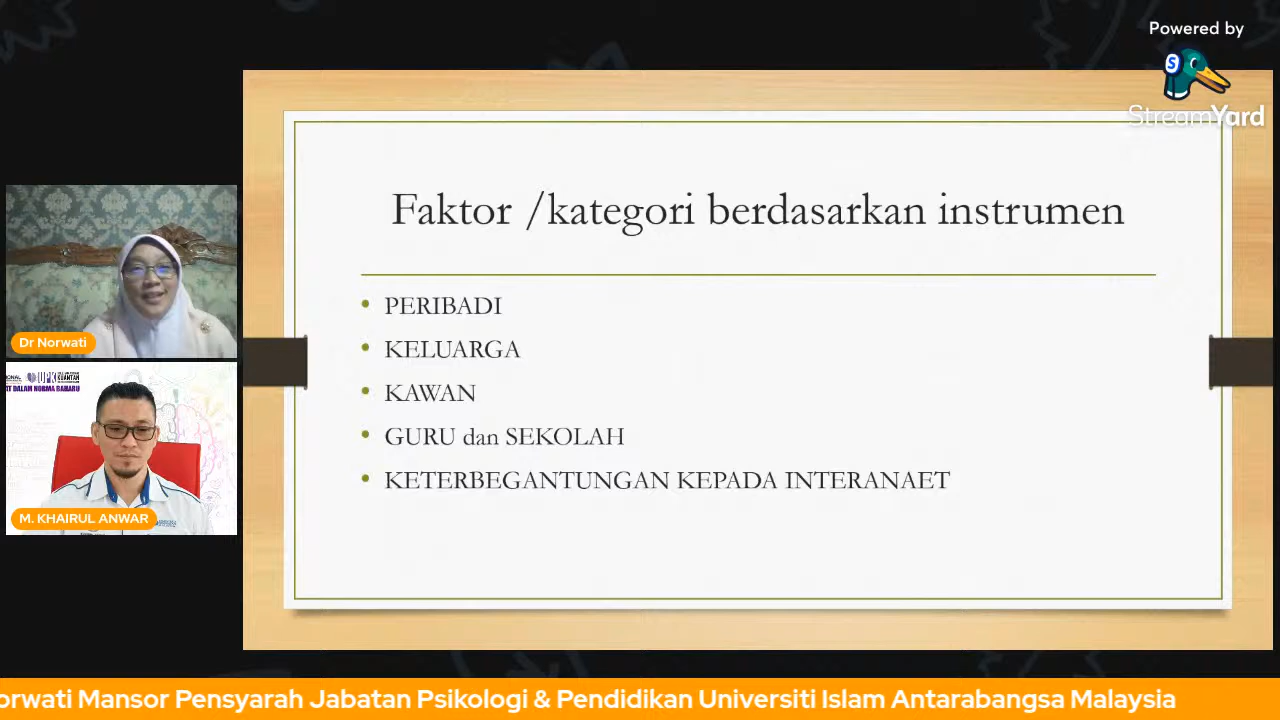 Powered by
S
StreamYard
Faktor /kategori berdasarkan instrumen
• PERIBADI
• KELUARGA
• KAWAN
• GURU dan SEKOLAH
• KETERBEGANTUNGAN KEPADA INTERANAET
Dr Norwati
M. KHAIRUL ANWAR
orwati Mansor Pensyarah Jabatan Psikologi & Pendidikan Universiti Islam Antarabangsa Malaysia